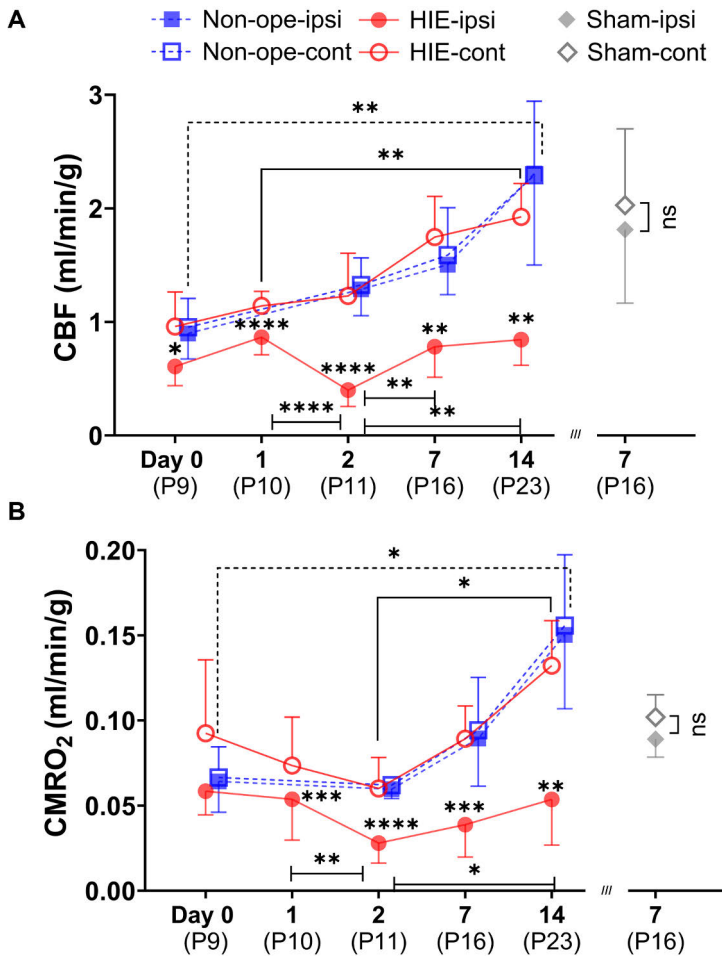 A
Non-ope-ipsi HIE-ipsi Sham-ipsi
Non-ope-cont HIE-cont Sham-cont
3
**
**
2
ns
CBF (ml/min/g)
1
* **** **** ** **
**
**** **
0
Day 0 1 2 7 14 /// 7
(P9) (P10) (P11) (P16) (P23) (P16)
B
0.20
*
*
0.15
CMRO₂ (ml/min/g)
0.10
ns
0.05
*** **** *** **
** *
0.00
Day 0 1 2 7 14 /// 7
(P9) (P10) (P11) (P16) (P23) (P16)